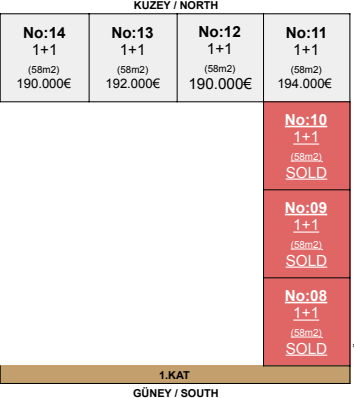 KUZEY / NORTH
No:14
1+1
(58m2)
190.000€
No:13
1+1
(58m2)
192.000€
No:12
1+1
(58m2)
190.000€
No:11
1+1
(58m2)
194.000€
No:10
1+1
(58m2)
SOLD
No:09
1+1
(58m2)
SOLD
No:08
1+1
(58m2)
SOLD
1.KAT
GÜNEY / SOUTH